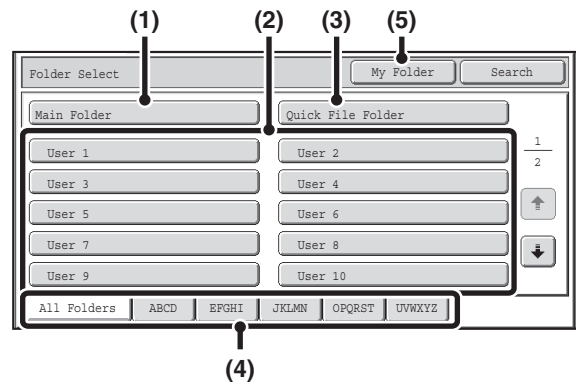 (1) (2) (3) (5)
Folder Select My Folder Search
Main Folder Quick File Folder
User 1 User 2
1
2
User 3 User 4
User 5 User 6
User 7 User 8
User 9 User 10
All Folders ABCD EFGHI JKLMN OPQRST UVWXYZ
(4)